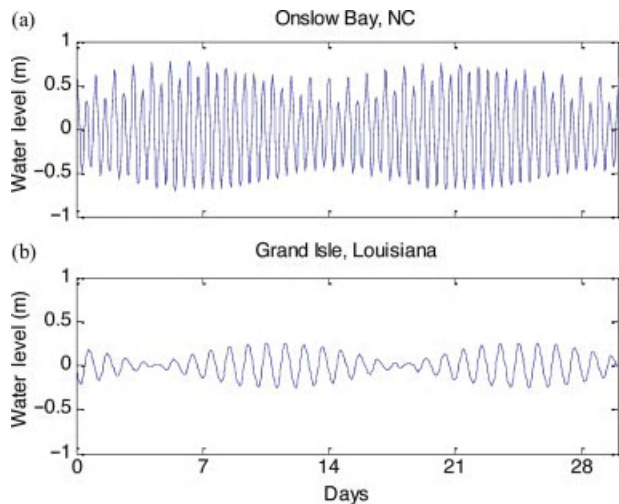 (a) Onslow Bay, NC
Water level (m)
1
0.5
0
−0.5
−1
(b) Grand Isle, Louisiana
Water level (m)
1
0.5
0
−0.5
−1
0 7 14 21 28
Days